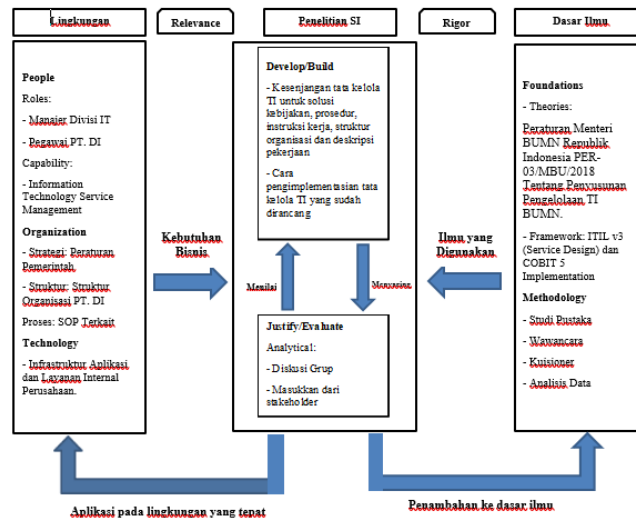 Lingkungan
Relevance
Penelitian SI
Rigor
Dasar Ilmu
People
Roles:
- Manajer Divisi IT
- Pegawai PT. DI
Capability:
- Information
Technology Service
Management
Organization
- Strategi: Peraturan
Pemerintah
- Struktur: Struktur
Organisasi PT. DI
Proses: SOP Terkait
Technology
- Infrastruktur Aplikasi
dan Layanan Internal
Perusahaan.
Kebutuhan
Bisnis
Develop/Build
- Kesenjangan tata kelola
TI untuk solusi
kebijakan, prosedur,
instruksi kerja, struktur
organisasi dan deskripsi
pekerjaan
- Cara
pengimplementasian tata
kelola TI yang sudah
dirancang
Menilai
Menyaring
Justify/Evaluate
Analytical:
- Diskusi Grup
- Masukkan dari
stakeholder
Ilmu yang
Digunakan
Foundations
- Theories:
Peraturan Menteri
BUMN Republik
Indonesia PER-
03/MBU/2018
Tentang Penyusunan
Pengelolaan TI
BUMN.
- Framework: ITIL v3
(Service Design) dan
COBIT 5
Implementation
Methodology
- Studi Pustaka
- Wawancara
- Kuisioner
- Analisis Data
Aplikasi pada lingkungan yang tepat
Penambahan ke dasar ilmu